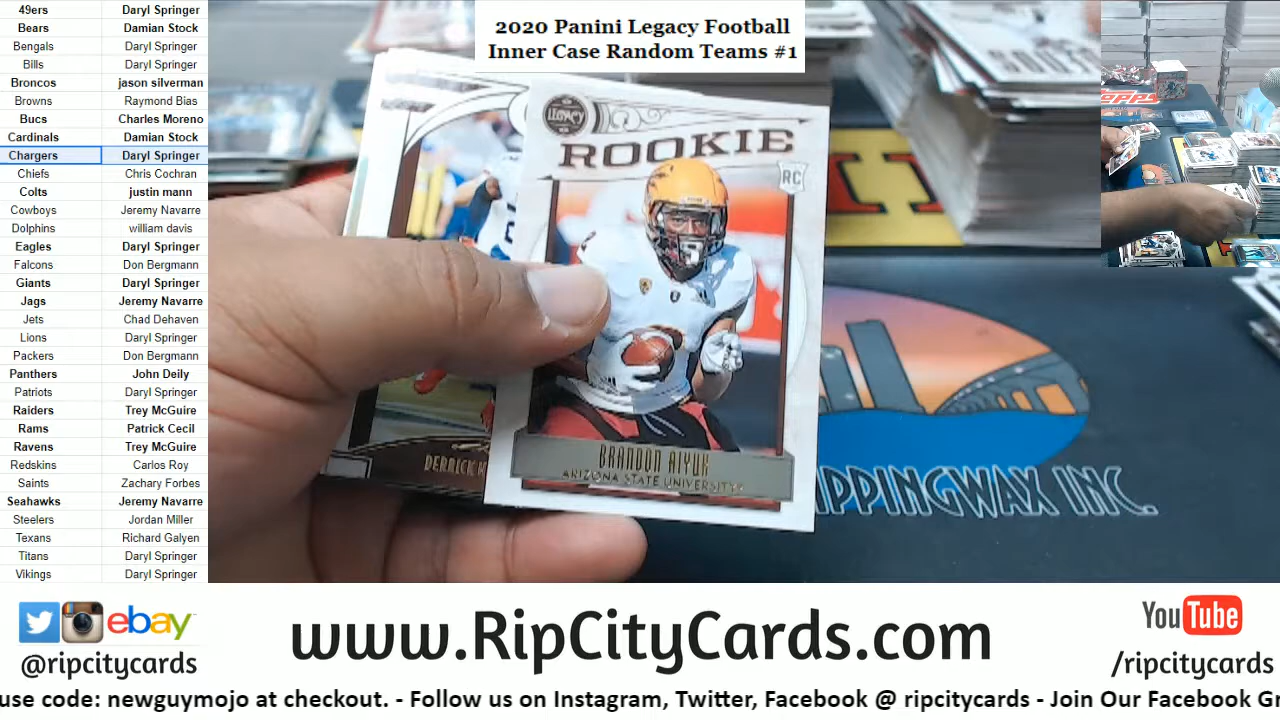 49ers Daryl Springer
Bears Damian Stock
Bengals Daryl Springer
Bills Daryl Springer
Broncos jason silverman
Browns Raymond Bias
Bucs Charles Moreno
Cardinals Damian Stock
Chargers Daryl Springer
Chiefs Chris Cochran
Colts justin mann
Cowboys Jeremy Navarre
Dolphins william davis
Eagles Daryl Springer
Falcons Don Bergmann
Giants Daryl Springer
Jags Jeremy Navarre
Jets Chad Dehaven
Lions Daryl Springer
Packers Don Bergmann
Panthers John Deily
Patriots Daryl Springer
Raiders Trey McGuire
Rams Patrick Cecil
Ravens Trey McGuire
Redskins Carlos Roy
Saints Zachary Forbes
Seahawks Jeremy Navarre
Steelers Jordan Miller
Texans Richard Galyen
Titans Daryl Springer
Vikings Daryl Springer
2020 Panini Legacy Football
Inner Case Random Teams #1
LEGACY
ROOKIE
RC
BRANDON AIYUK
ARIZONA STATE UNIVERSITY
DERRICK
IPPINGWAX INC.
topps
ebay
@ripcitycards
www.RipCityCards.com
YouTube
/ripcitycards
use code: newguymojo at checkout. - Follow us on Instagram, Twitter, Facebook @ ripcitycards - Join Our Facebook Gr